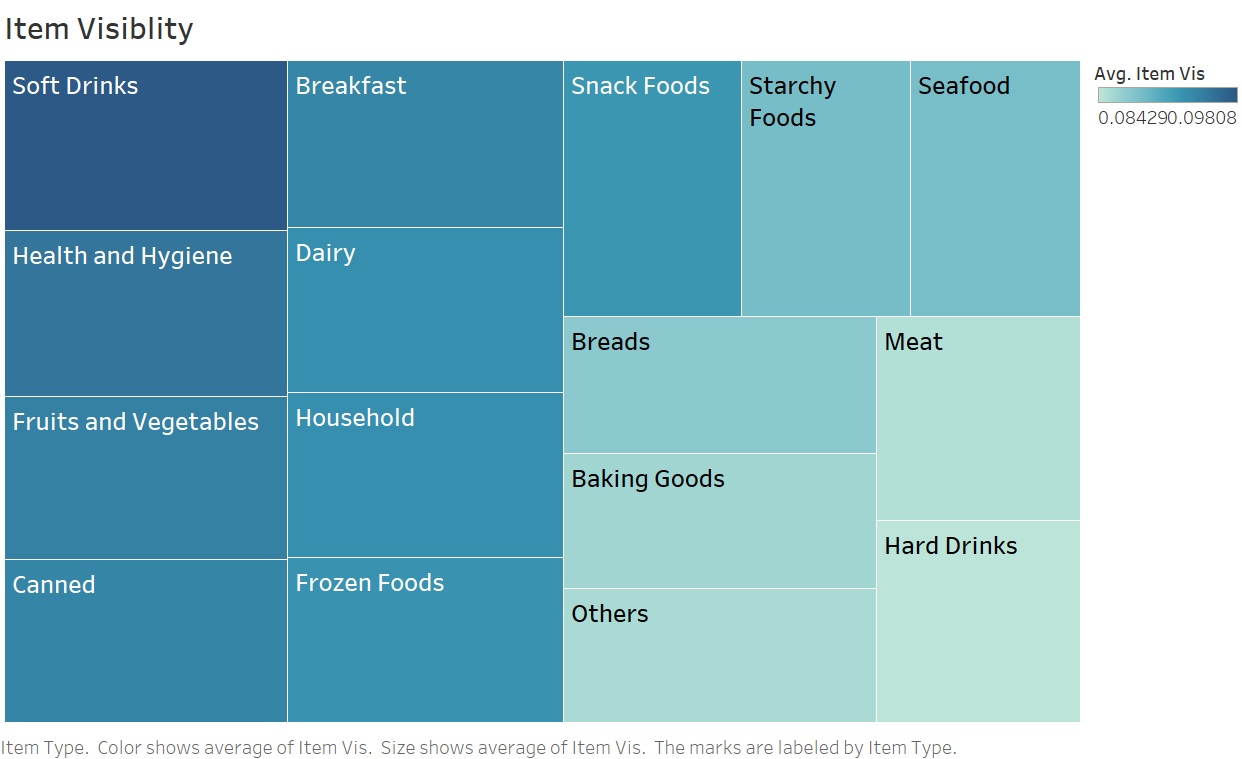 Item Visiblity
Soft Drinks
Health and Hygiene
Fruits and Vegetables
Canned
Breakfast
Dairy
Household
Frozen Foods
Snack Foods
Starchy
Foods
Seafood
Breads
Baking Goods
Others
Meat
Hard Drinks
Avg. Item Vis
0.084290.09808
Item Type.  Color shows average of Item Vis.  Size shows average of Item Vis.  The marks are labeled by Item Type.